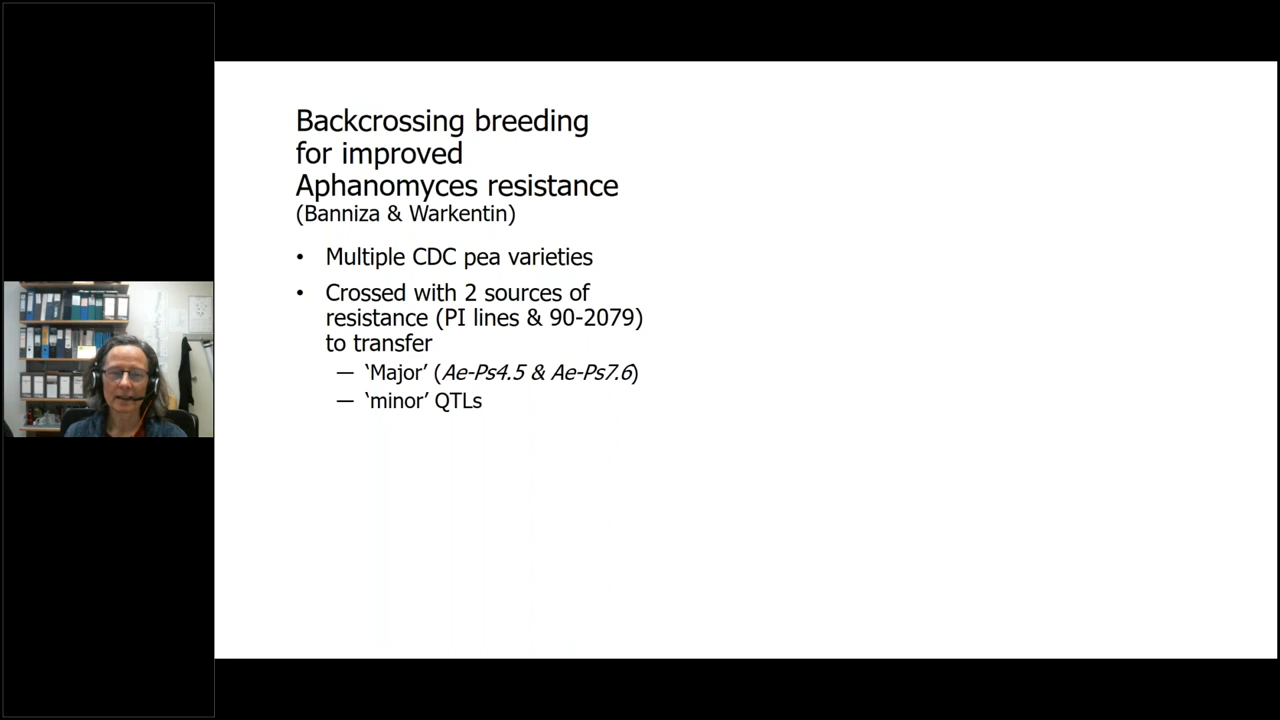 Backcrossing breeding
for improved
Aphanomyces resistance
(Banniza & Warkentin)
• Multiple CDC pea varieties
• Crossed with 2 sources of
resistance (PI lines & 90-2079)
to transfer
— ‘Major’ (Ae-Ps4.5 & Ae-Ps7.6)
— ‘minor’ QTLs